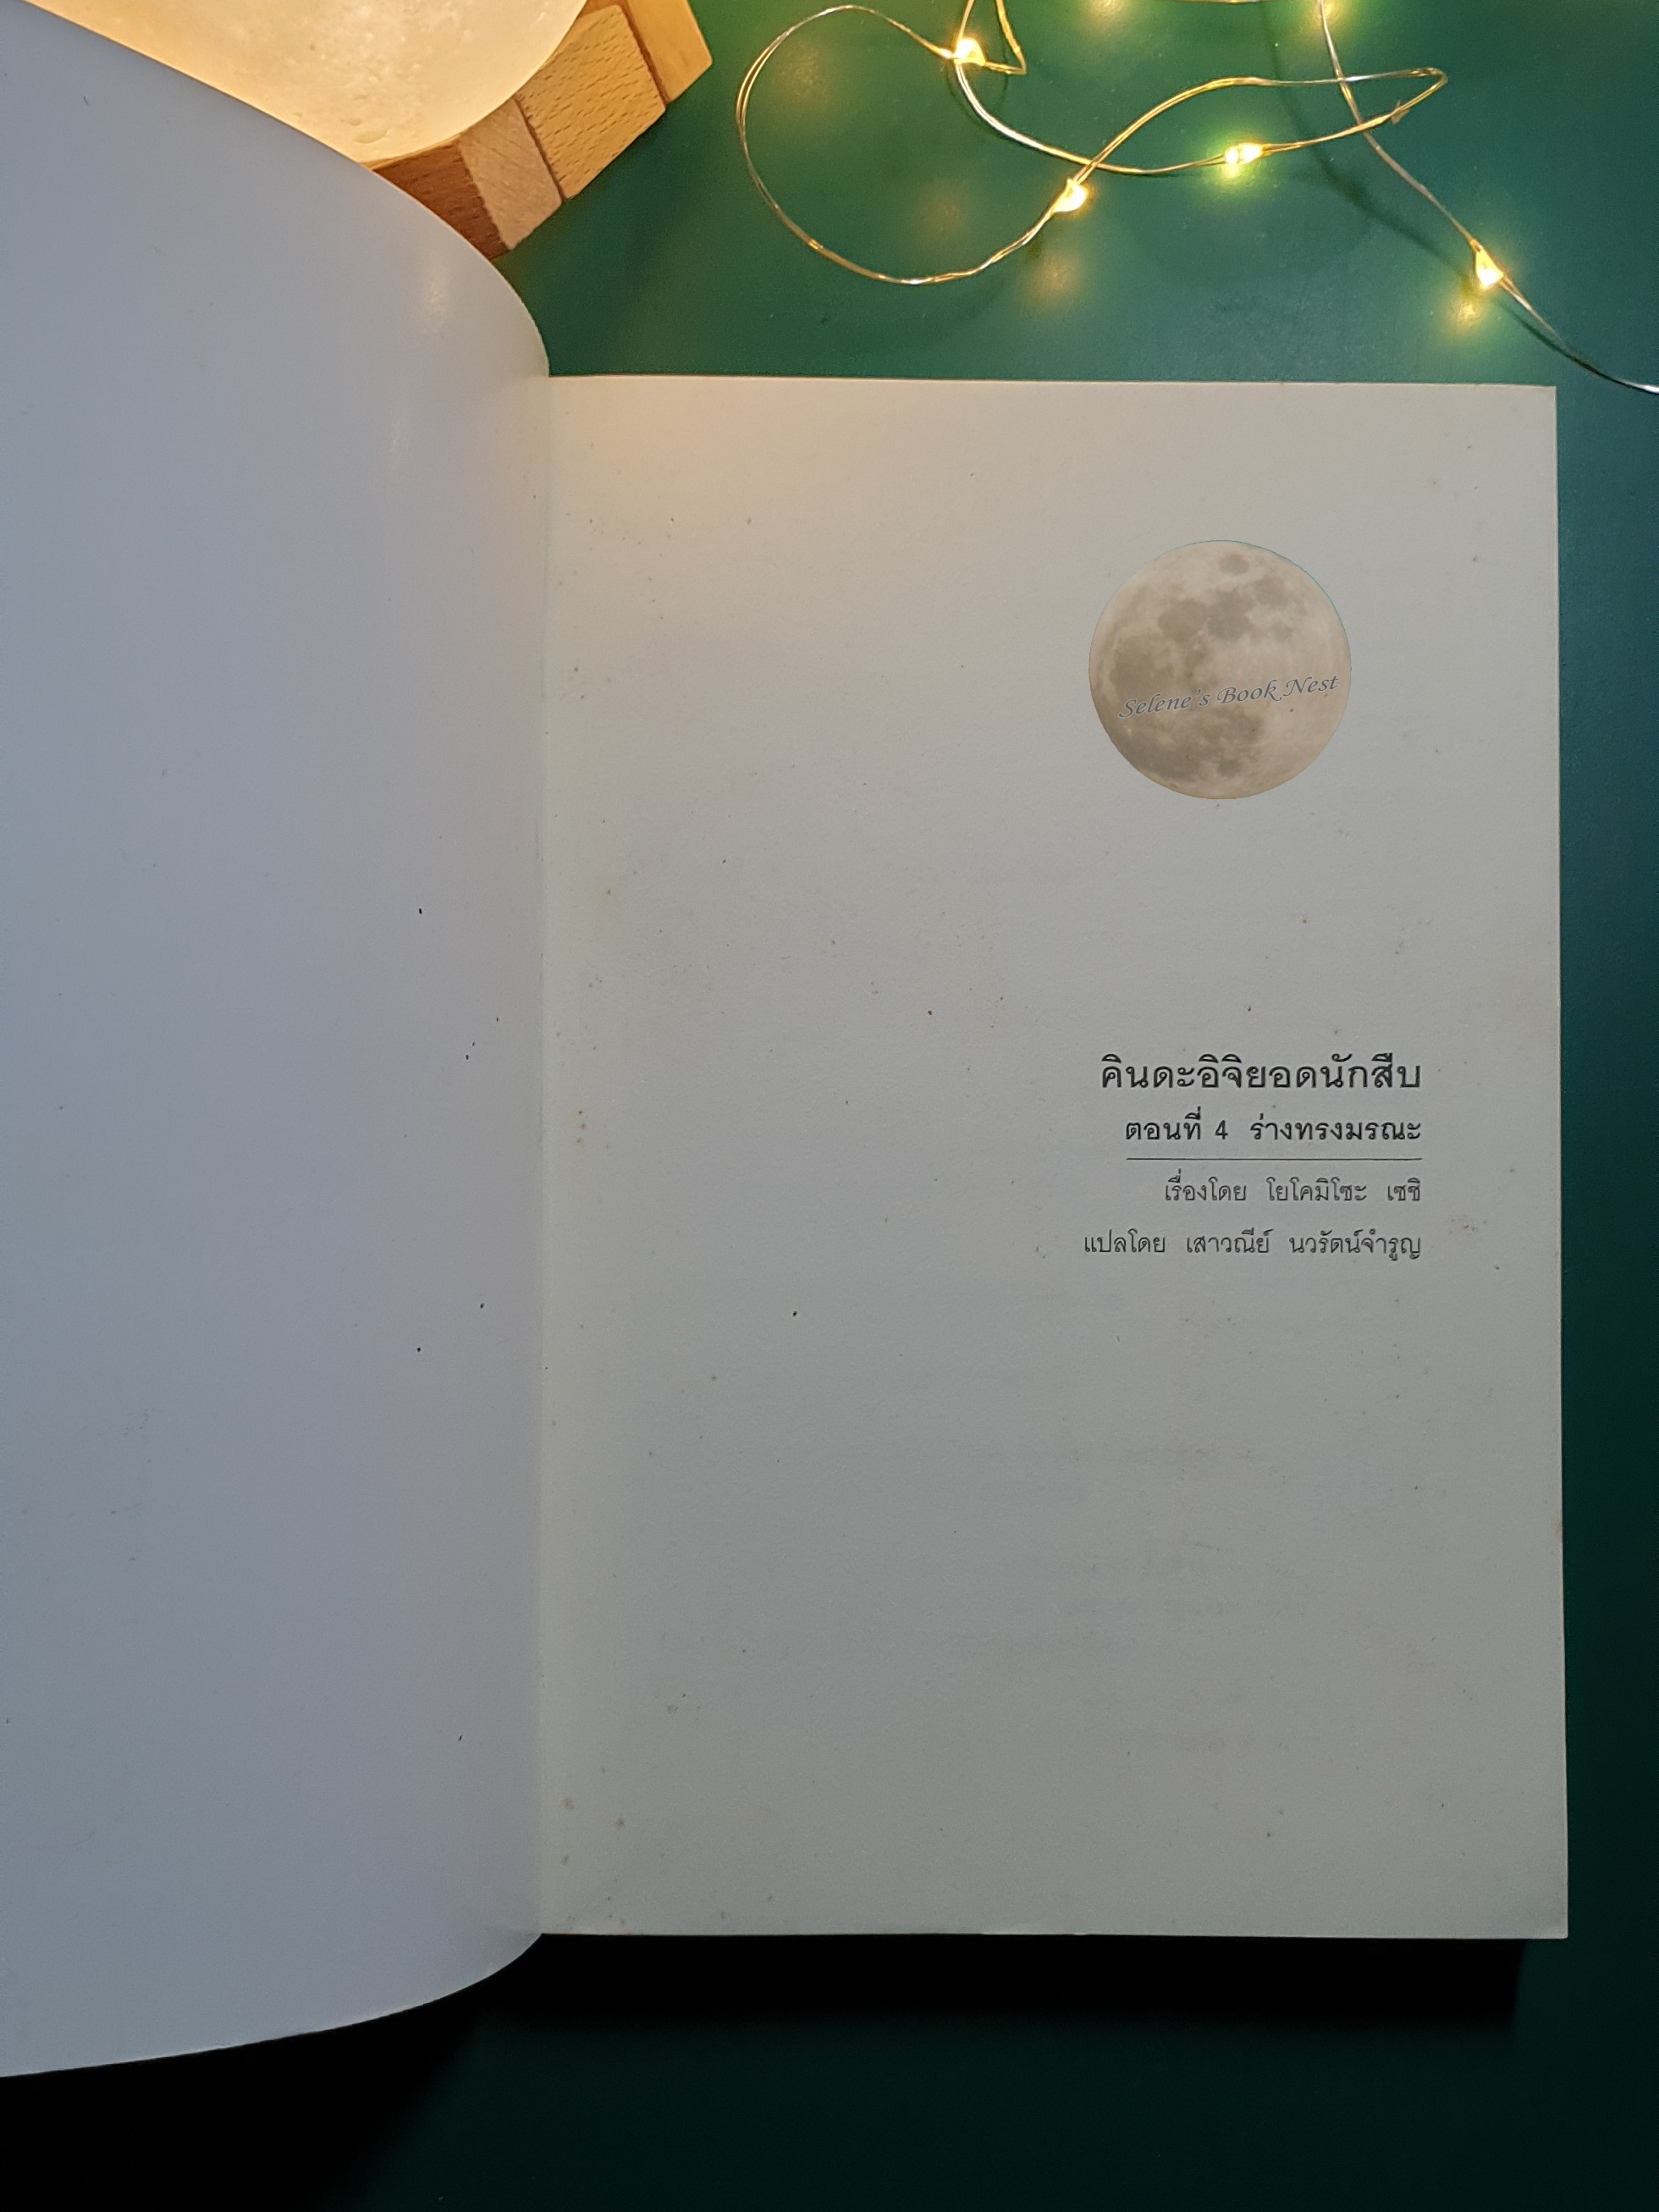 Selene's Book Nest
คินดะอิจิยอดนักสืบ
ตอนที่ 4 ร่างทรงมรณะ
เรื่องโดย โยโคมิโซะ เซชิ
แปลโดย เสาวณีย์ นวรัตน์จำรูญ